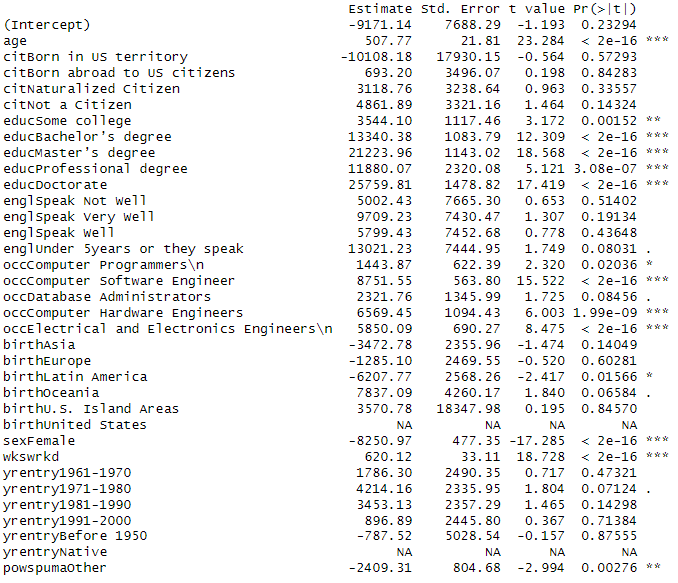 Estimate Std. Error t value Pr(>|t|)
(Intercept) -9171.14 7688.29 -1.193 0.23294
age 507.77 21.81 23.284 < 2e-16 ***
citBorn in US territory -10108.18 17930.15 -0.564 0.57293
citBorn abroad to US citizens 693.20 3496.07 0.198 0.84283
citNaturalized Citizen 3118.76 3238.64 0.963 0.33557
citNot a Citizen 4861.89 3321.16 1.464 0.14324
educSome college 3544.10 1117.46 3.172 0.00152 **
educBachelor's degree 13340.38 1083.79 12.309 < 2e-16 ***
educMaster's degree 21223.96 1143.02 18.568 < 2e-16 ***
educProfessional degree 11880.07 2320.08 5.121 3.08e-07 ***
educDoctorate 25759.81 1478.82 17.419 < 2e-16 ***
englSpeak Not Well 5002.43 7665.30 0.653 0.51402
englSpeak Very Well 9709.23 7430.47 1.307 0.19134
englSpeak Well 5799.43 7452.68 0.778 0.43648
englUnder 5years or they speak 13021.23 7444.95 1.749 0.08031 .
occComputer Programmers\n 1443.87 622.39 2.320 0.02036 *
occComputer Software Engineer 8751.55 563.80 15.522 < 2e-16 ***
occDatabase Administrators 2321.76 1345.99 1.725 0.08456 .
occComputer Hardware Engineers 6569.45 1094.43 6.003 1.99e-09 ***
occElectrical and Electronics Engineers\n 5850.09 690.27 8.475 < 2e-16 ***
birthAsia -3472.78 2355.96 -1.474 0.14049
birthEurope -1285.10 2469.55 -0.520 0.60281
birthLatin America -6207.77 2568.26 -2.417 0.01566 *
birthOceania 7837.09 4260.17 1.840 0.06584 .
birthU.S. Island Areas 3570.78 18347.98 0.195 0.84570
birthUnited States NA NA NA NA
sexFemale -8250.97 477.35 -17.285 < 2e-16 ***
wkswrkd 620.12 33.11 18.728 < 2e-16 ***
yrentry1961-1970 1786.30 2490.35 0.717 0.47321
yrentry1971-1980 4214.16 2335.95 1.804 0.07124 .
yrentry1981-1990 3453.13 2357.29 1.465 0.14298
yrentry1991-2000 896.89 2445.80 0.367 0.71384
yrentryBefore 1950 -787.52 5028.54 -0.157 0.87555
yrentryNative NA NA NA NA
powspumaOther -2409.31 804.68 -2.994 0.00276 **